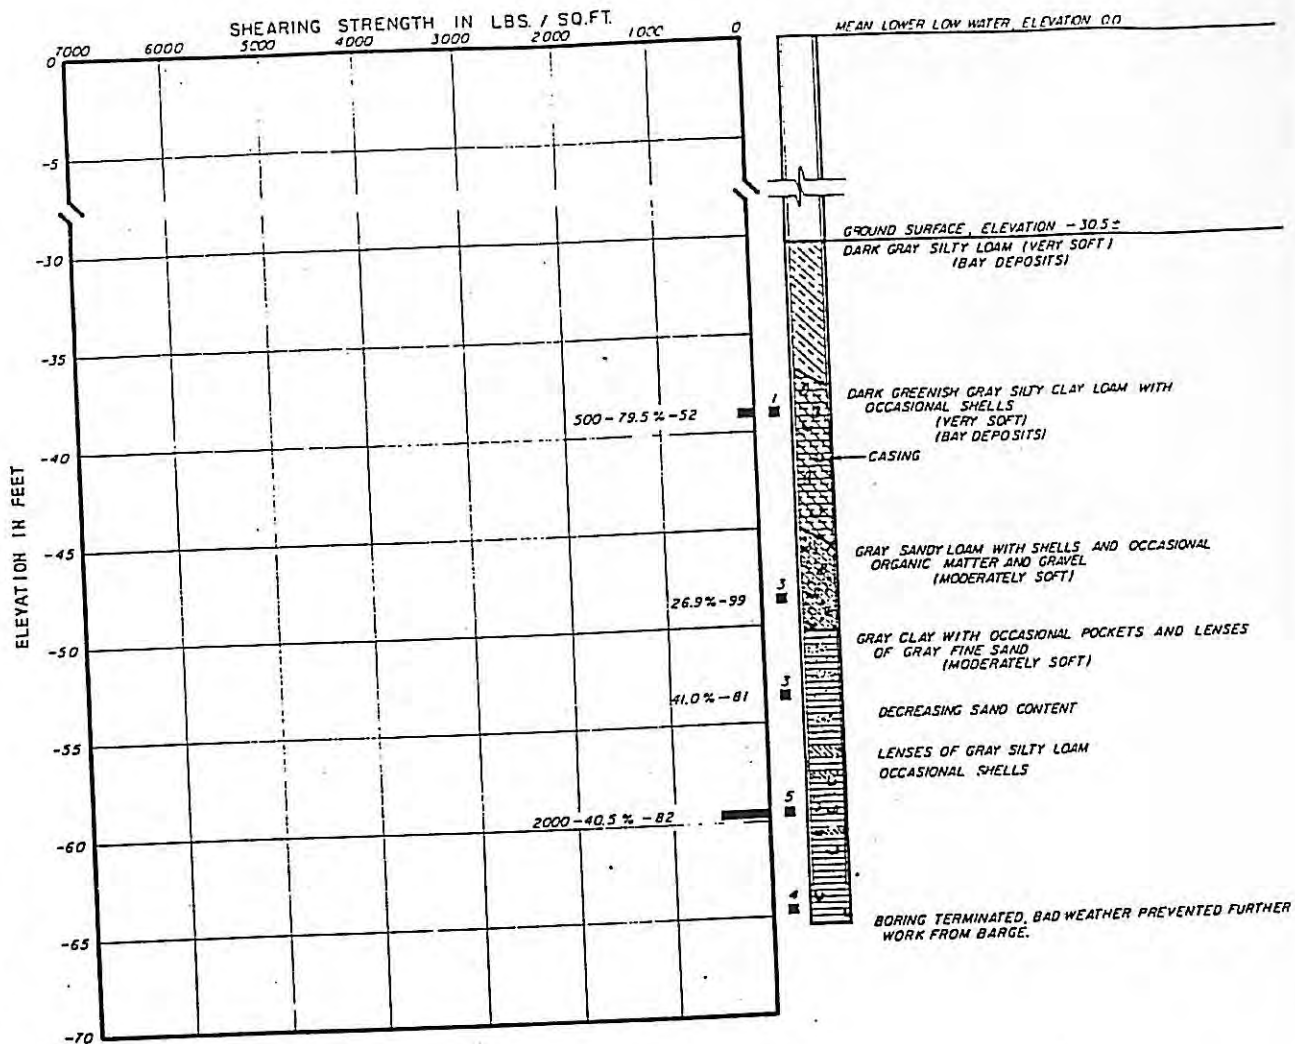 SHEARING STRENGTH IN LBS. / SQ.FT.
7000 6000 5000 4000 3000 2000 1000 0
MEAN LOWER LOW WATER, ELEVATION 0.0
0
-5
GROUND SURFACE, ELEVATION -30.5±
DARK GRAY SILTY LOAM (VERY SOFT)
(BAY DEPOSITS)
-30
-35
DARK GREENISH GRAY SILTY CLAY LOAM WITH
OCCASIONAL SHELLS
(VERY SOFT)
(BAY DEPOSITS)
500-79.5%-52
1
-40
CASING
ELEVATION IN FEET
-45
GRAY SANDY LOAM WITH SHELLS AND OCCASIONAL
ORGANIC MATTER AND GRAVEL
(MODERATELY SOFT)
26.9%-99
3
-50
GRAY CLAY WITH OCCASIONAL POCKETS AND LENSES
OF GRAY FINE SAND
(MODERATELY SOFT)
41.0%-81
3
DECREASING SAND CONTENT
-55
LENSES OF GRAY SILTY LOAM
OCCASIONAL SHELLS
2000-40.5%-82
5
-60
4
BORING TERMINATED, BAD WEATHER PREVENTED FURTHER
WORK FROM BARGE.
-65
-70